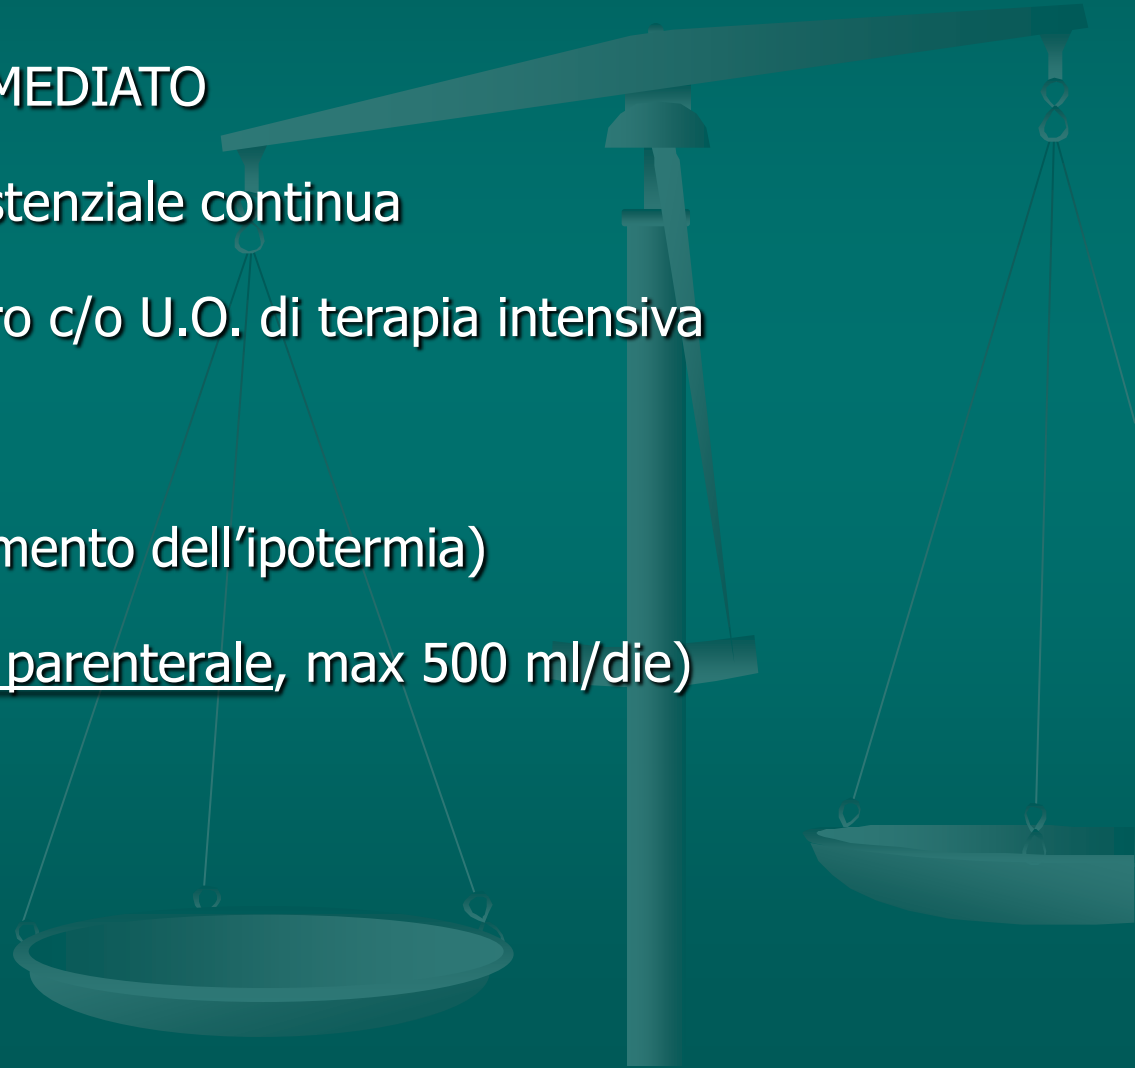 MEDIATO
stenziale continua
ro c/o U.O. di terapia intensiva
mento dell’ipotermia)
parenterale, max 500 ml/die)